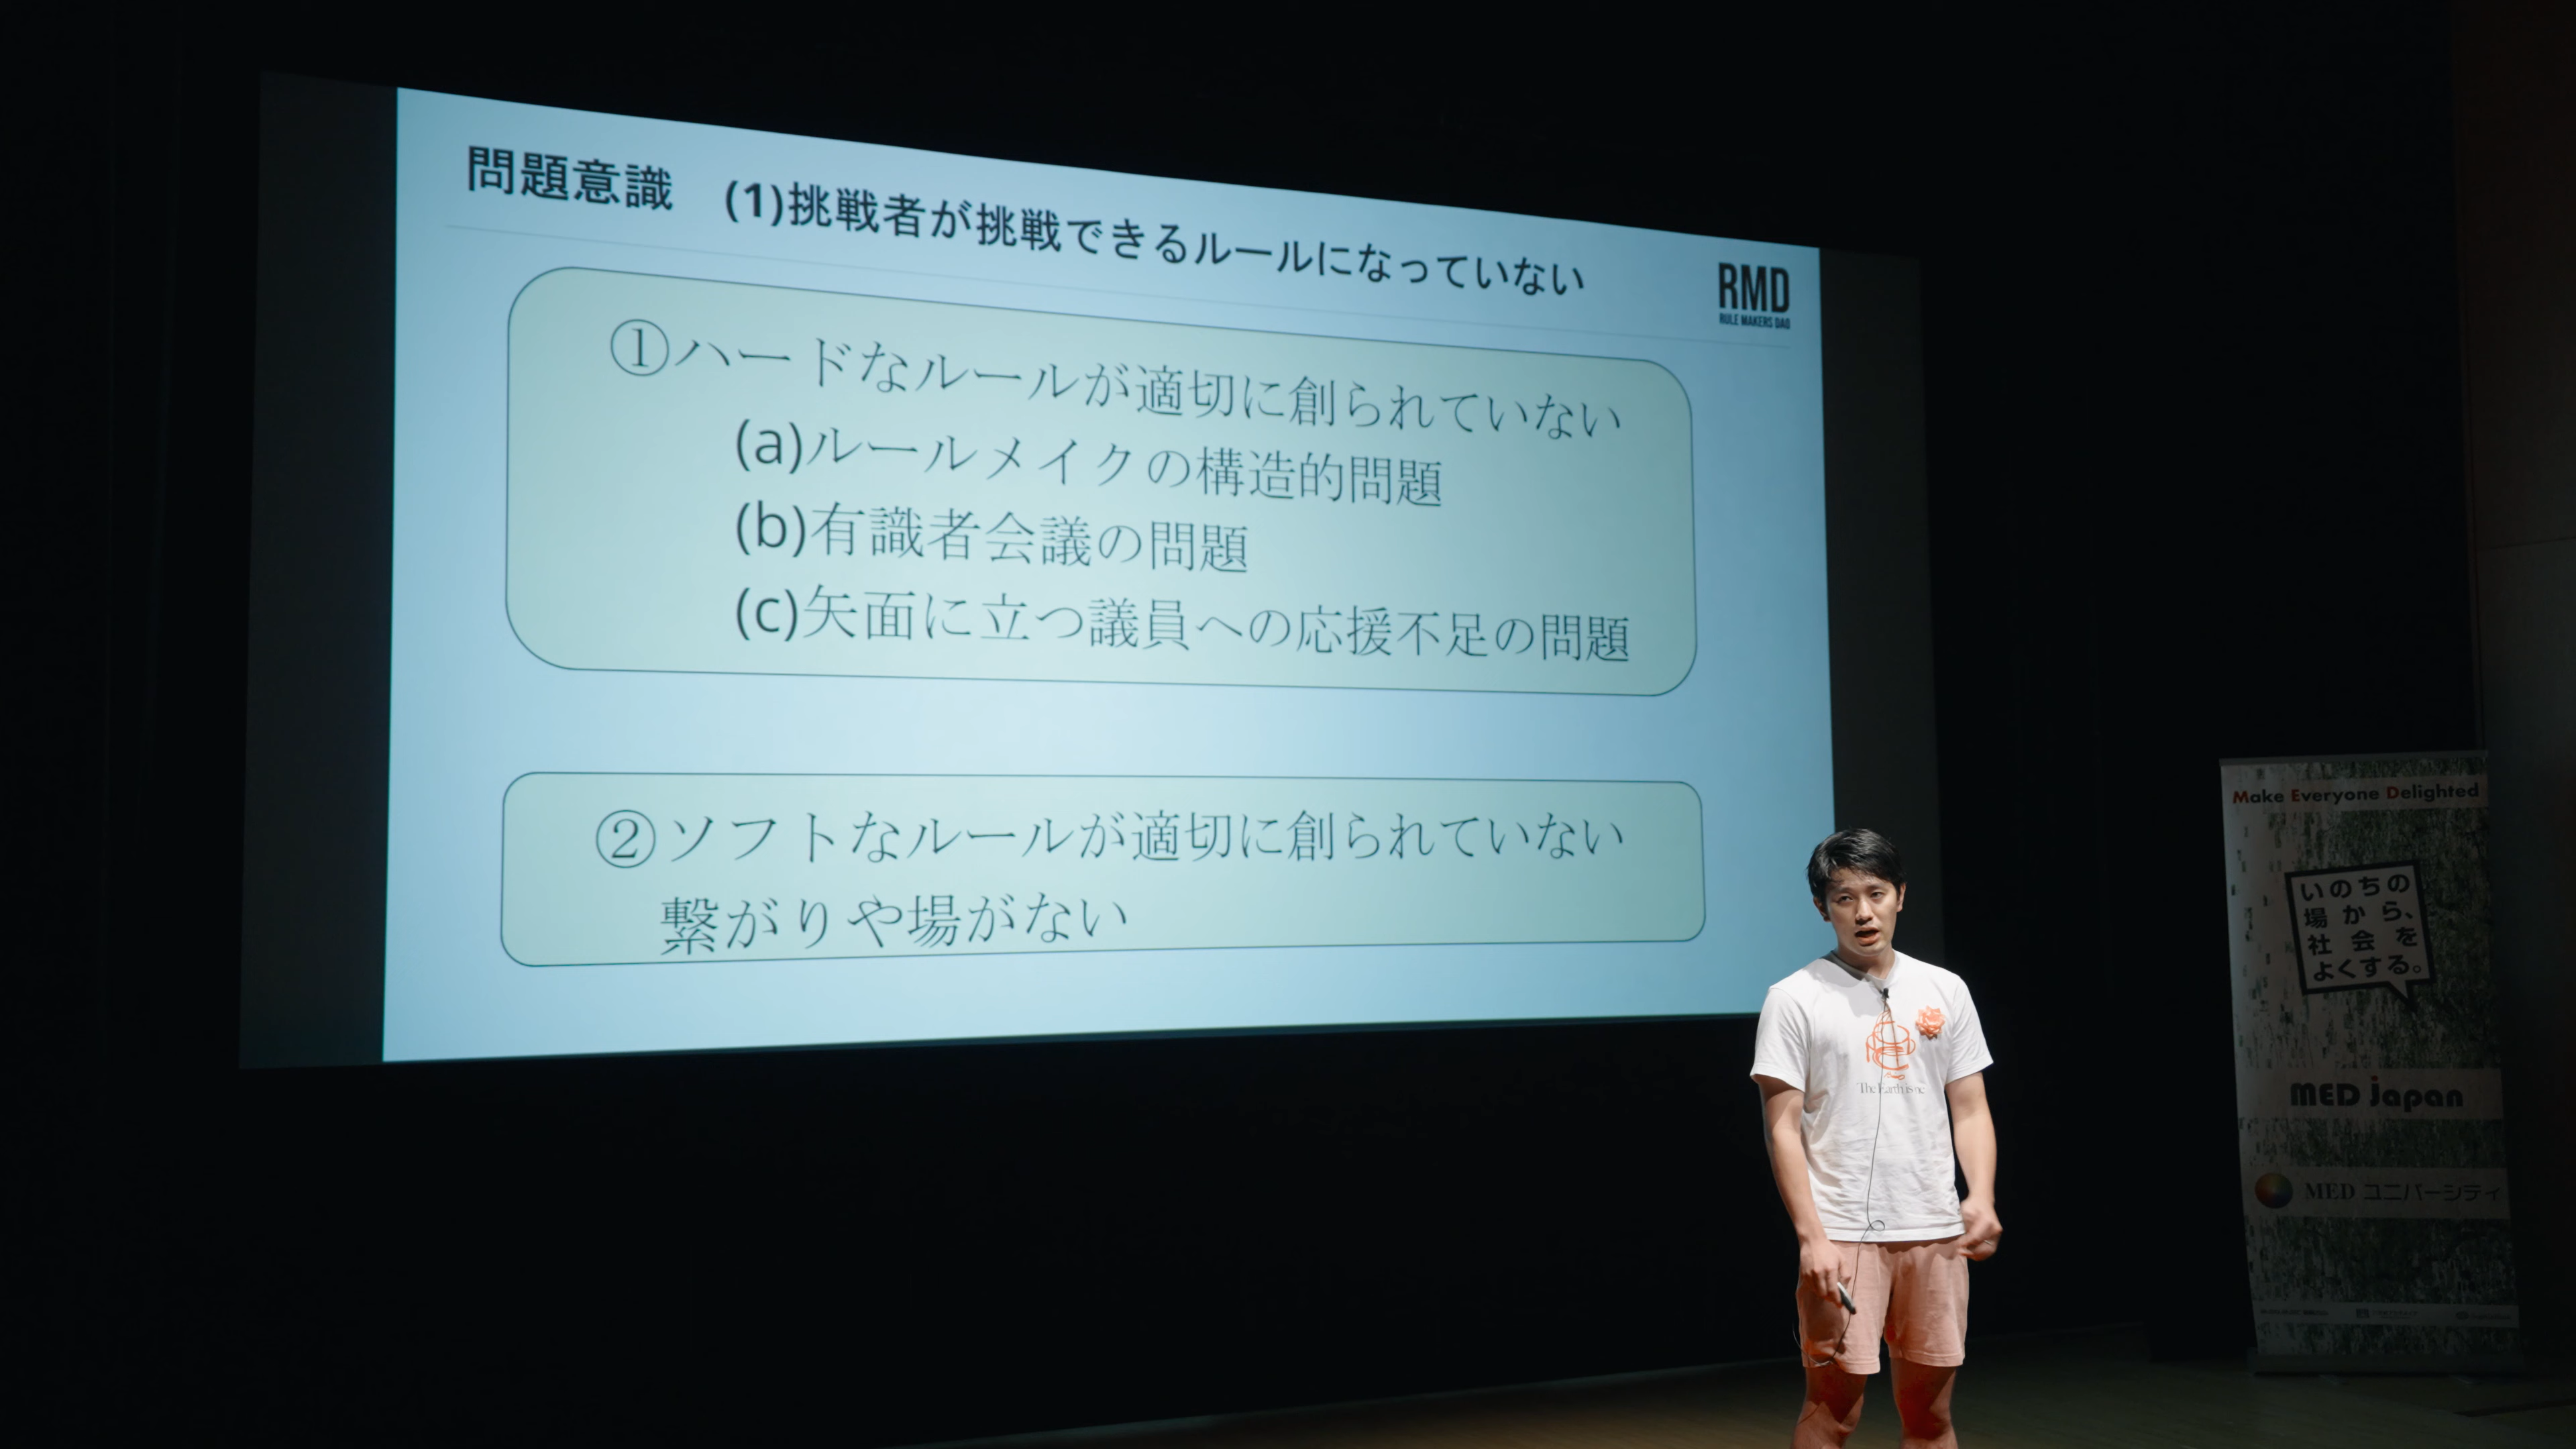 問題意識 (1)挑戦者が挑戦できるルールになっていない
RMD
RULE MAKERS DAO
①ハードなルールが適切に創られていない
(a)ルールメイクの構造的問題
(b)有識者会議の問題
(c)矢面に立つ議員への応援不足の問題
②ソフトなルールが適切に創られていない
繋がりや場がない
The Earth is
Make Everyone Delighted
いのちの
場から、
社会を
よくする。
MED Japan
MED ユニバーシティ